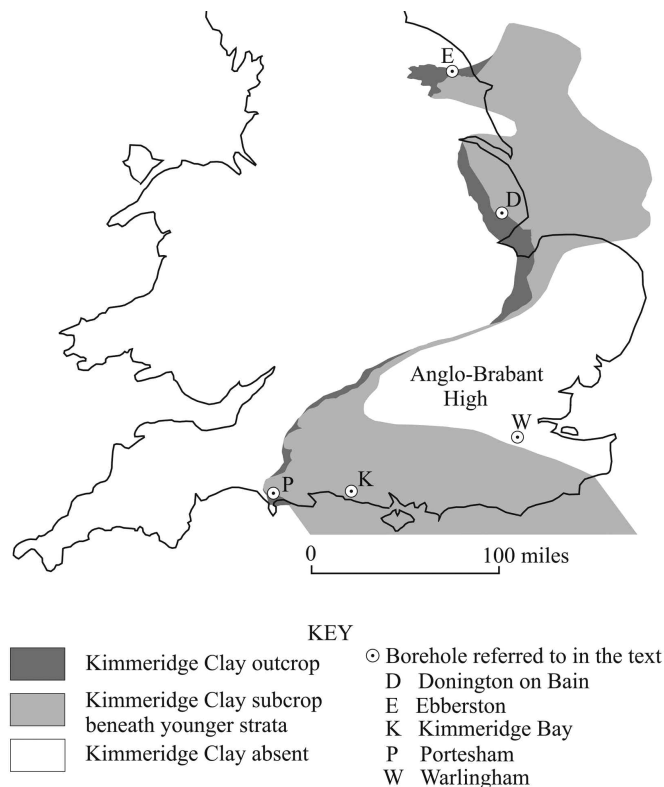 E
D
Anglo-Brabant
High
W
P
K
0
100 miles
KEY
Kimmeridge Clay outcrop
Kimmeridge Clay subcrop
beneath younger strata
Kimmeridge Clay absent
Borehole referred to in the text
D Donington on Bain
E Ebberston
K Kimmeridge Bay
P Portesham
W Warlingham